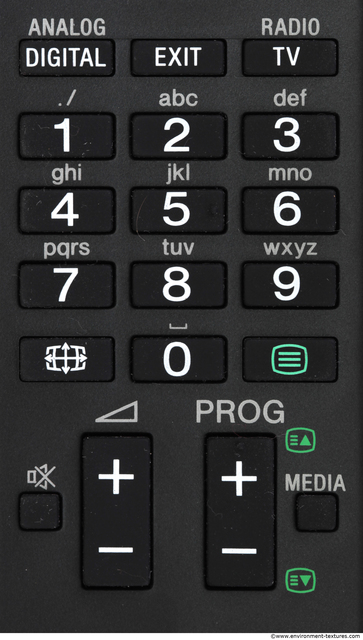 ANALOG RADIO
DIGITAL EXIT TV
./ abc def
1 2 3
ghi jkl mno
4 5 6
pqrs tuv wxyz
7 8 9
0
PROG
+ +
MEDIA
– –
©www.environment-textures.com